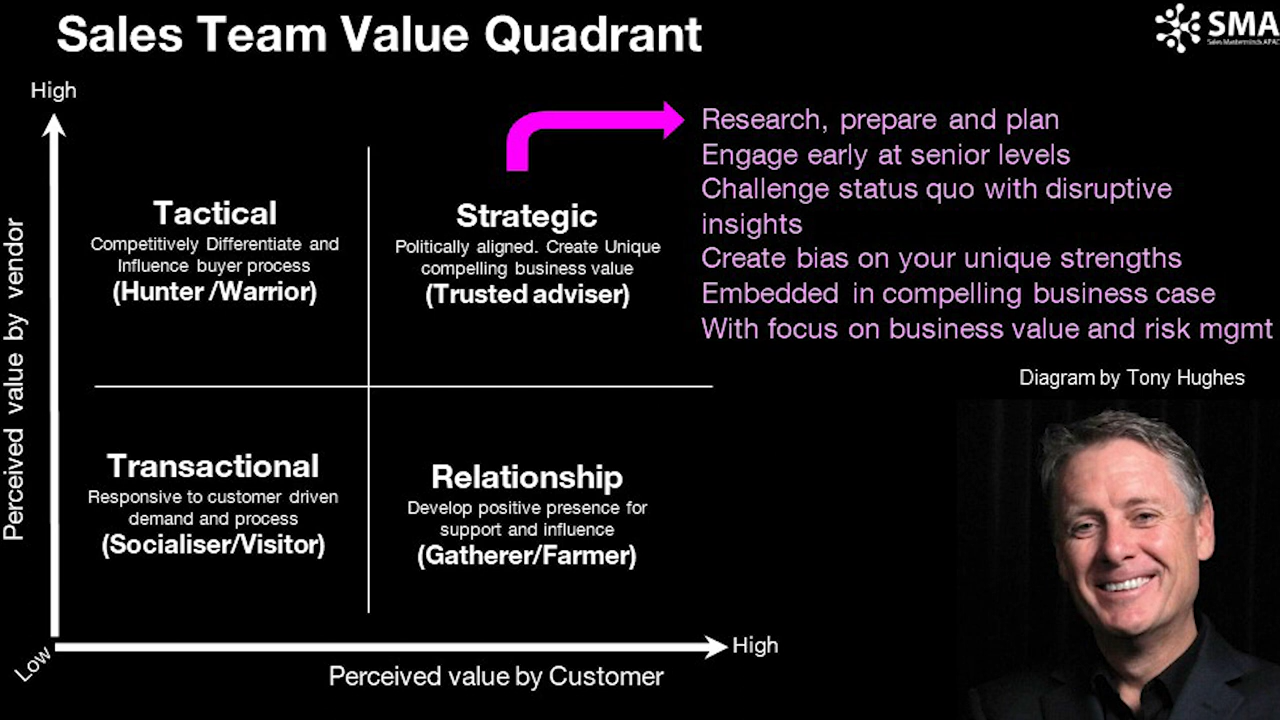 Sales Team Value Quadrant
SMA
Sales Masterminds APAC
High
Perceived value by vendor
Tactical
Competitively Differentiate and
Influence buyer process
(Hunter /Warrior)
Strategic
Politically aligned. Create Unique
compelling business value
(Trusted adviser)
Research, prepare and plan
Engage early at senior levels
Challenge status quo with disruptive
insights
Create bias on your unique strengths
Embedded in compelling business case
With focus on business value and risk mgmt
Diagram by Tony Hughes
Transactional
Responsive to customer driven
demand and process
(Socialiser/Visitor)
Relationship
Develop positive presence for
support and influence
(Gatherer/Farmer)
Low
High
Perceived value by Customer